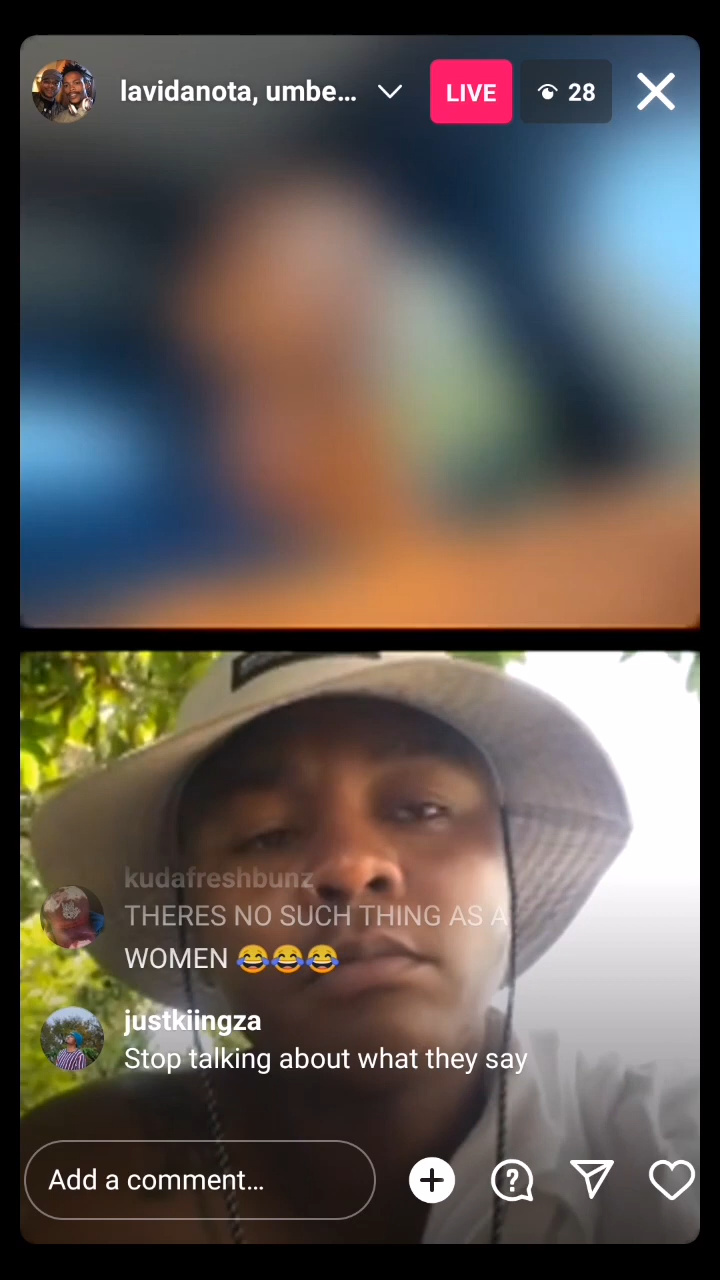 lavidanota, umbe... LIVE 28
kudafreshbunz
THERES NO SUCH THING AS A
WOMEN 😂😂😂
justkiingza
Stop talking about what they say
Add a comment...